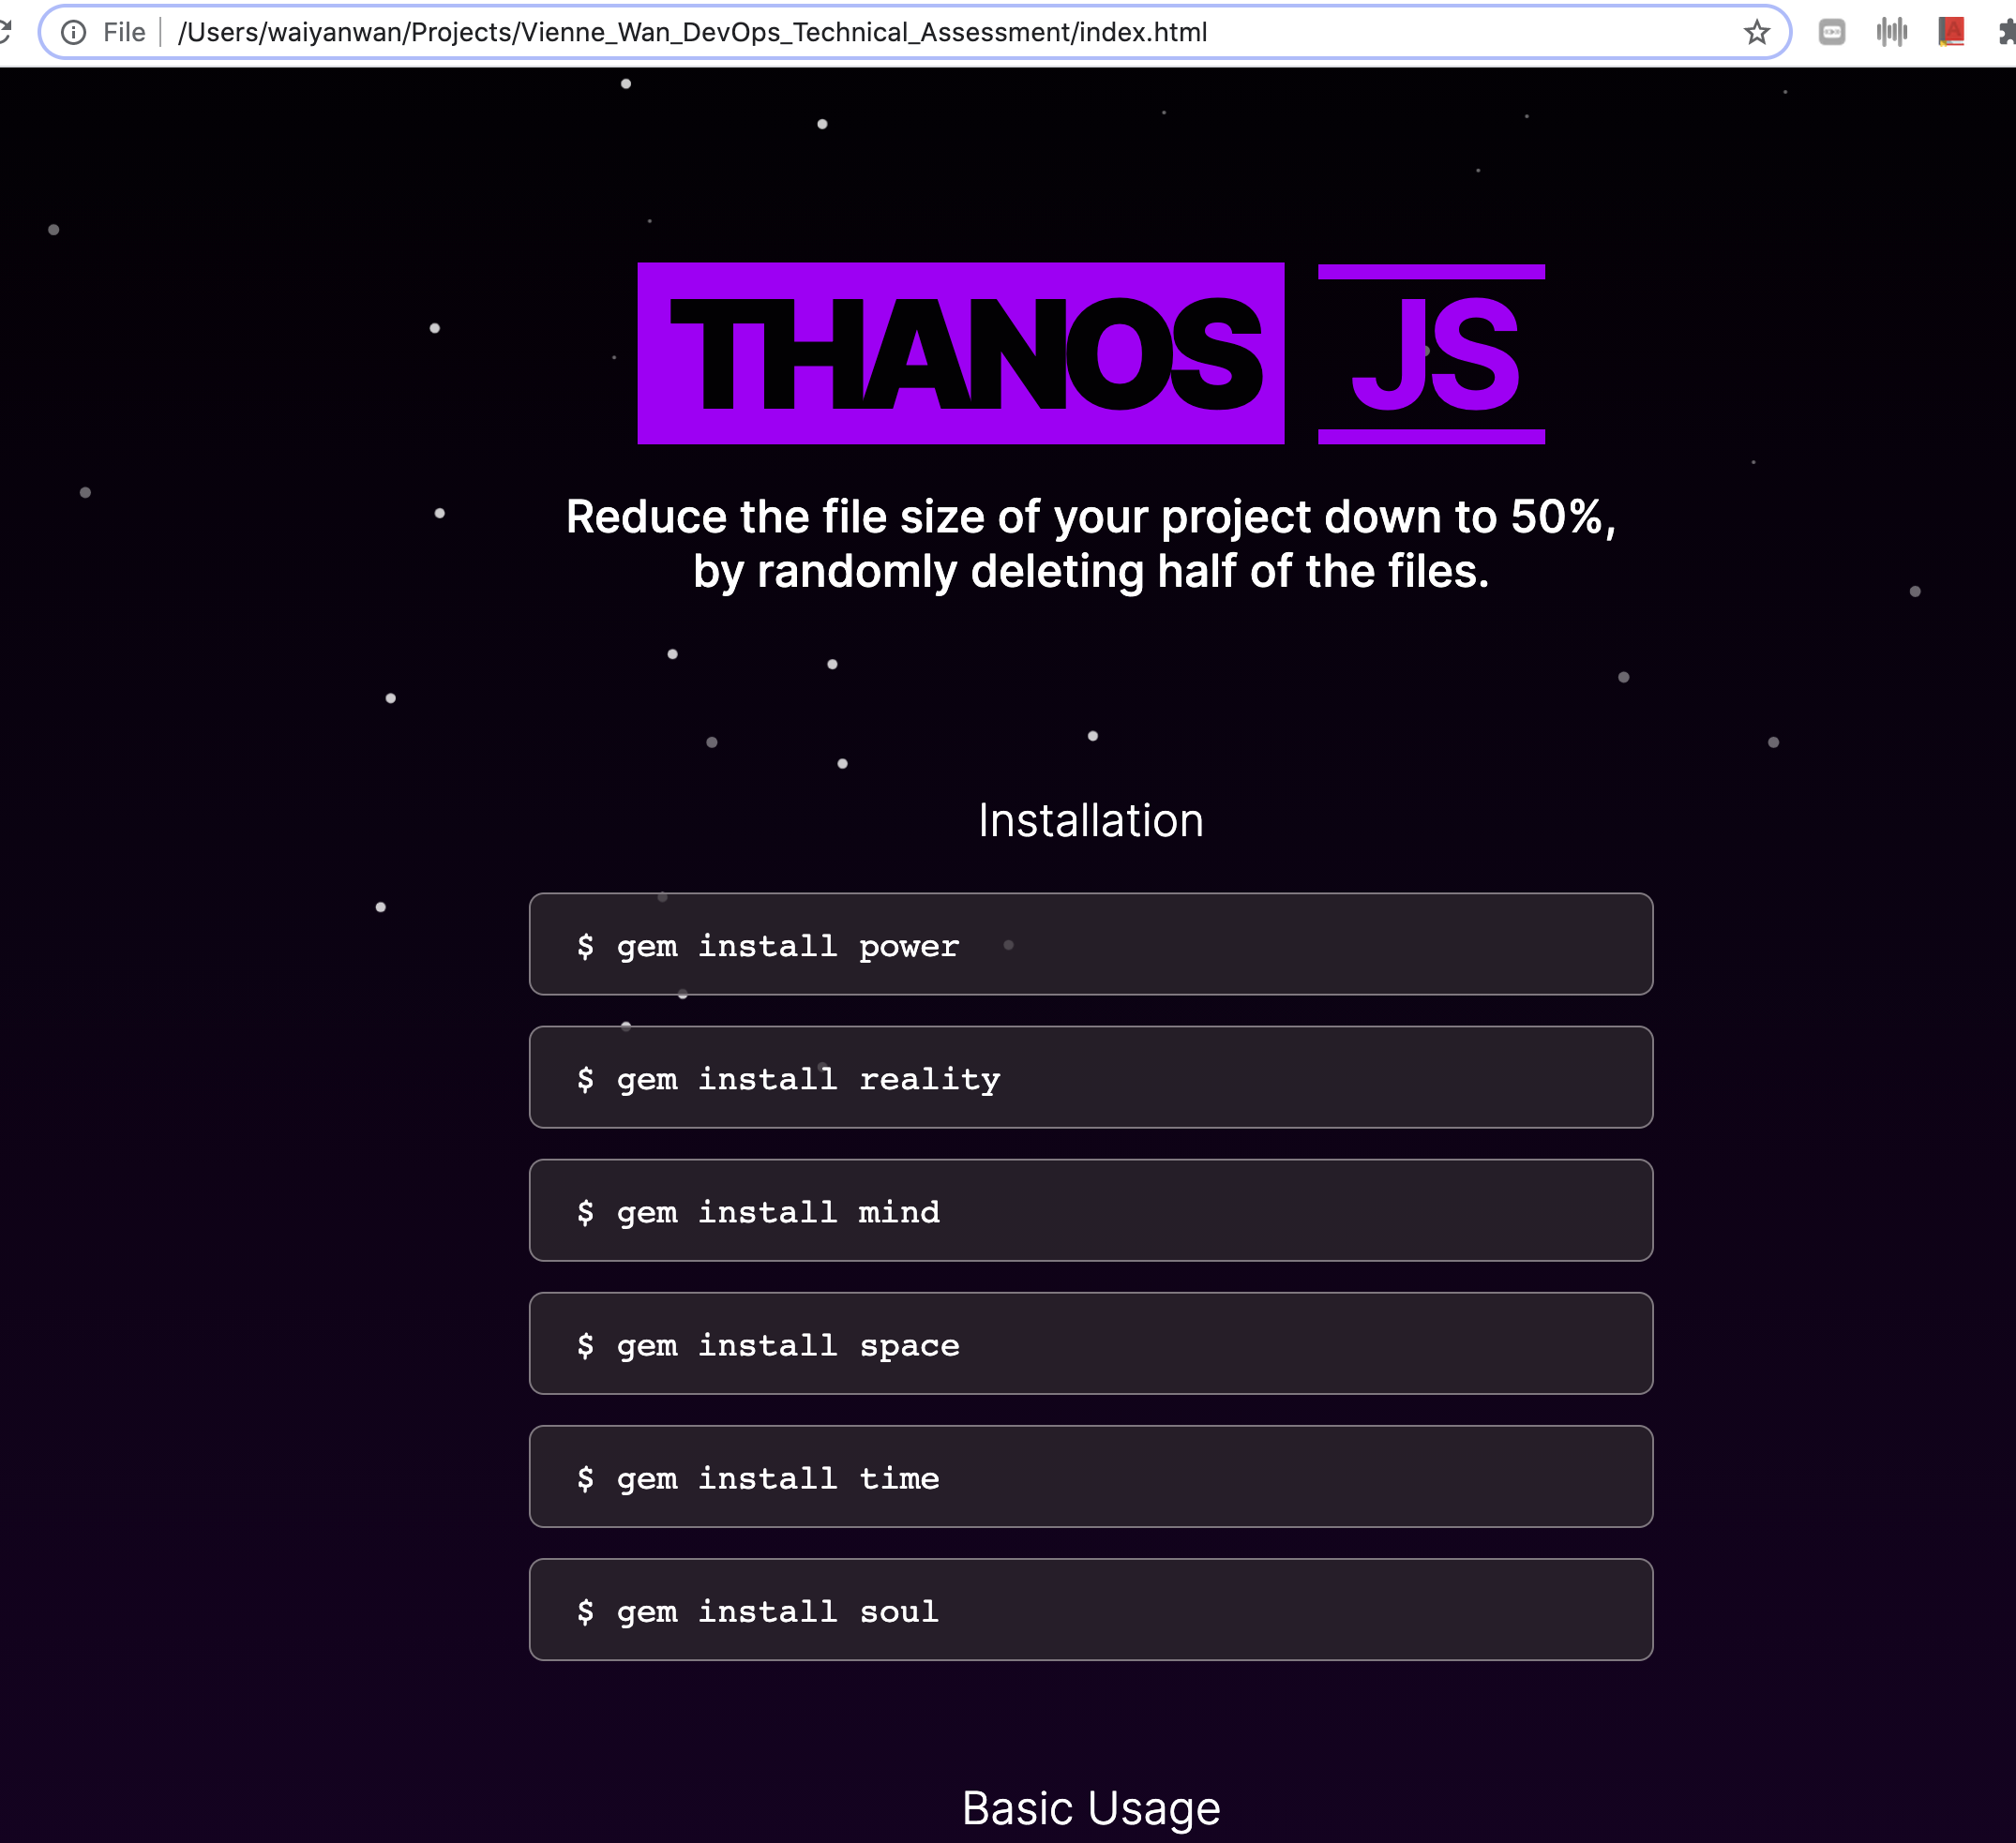 File /Users/waiyanwan/Projects/Vienne_Wan_DevOps_Technical_Assessment/index.html
THANOS JS
Reduce the file size of your project down to 50%,
by randomly deleting half of the files.
Installation
$ gem install power
$ gem install reality
$ gem install mind
$ gem install space
$ gem install time
$ gem install soul
Basic Usage